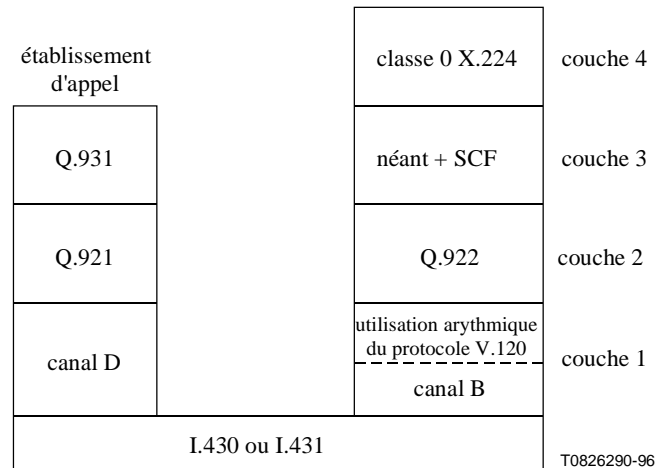 établissement
d'appel
classe 0 X.224
couche 4
Q.931
néant + SCF
couche 3
Q.921
Q.922
couche 2
canal D
utilisation arythmique
du protocole V.120
canal B
couche 1
I.430 ou I.431
T0826290-96